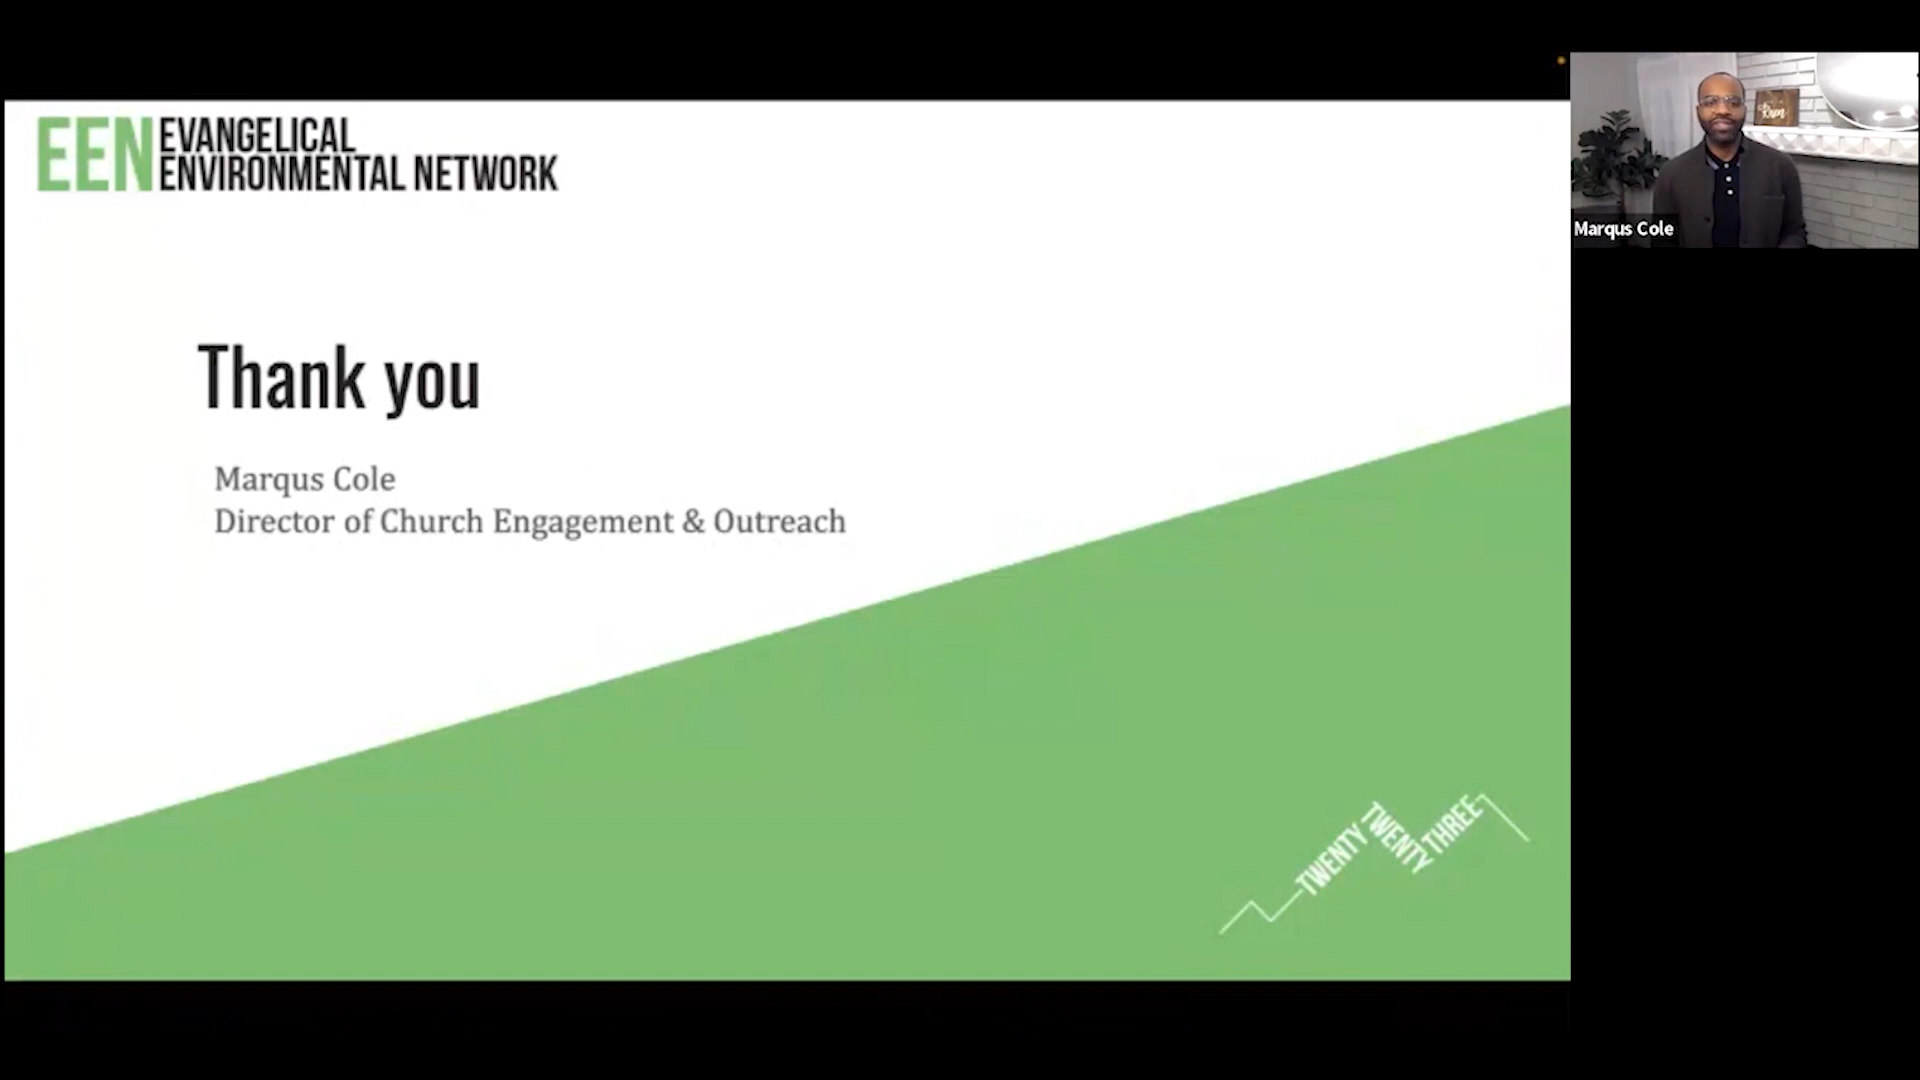 EEN EVANGELICAL
ENVIRONMENTAL NETWORK
Thank you
Marqus Cole
Director of Church Engagement & Outreach
TWENTY TWENTY THREE
Marqus Cole